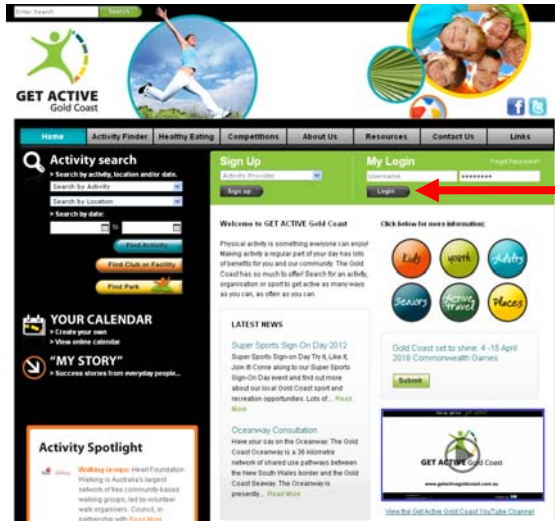 Enter Search
Search
GET ACTIVE
Gold Coast
Home
Activity Finder
Healthy Eating
Competitions
About Us
Resources
Contact Us
Links
Activity search
> Search by activity, location and/or date.
Search by Activity
Search by Location
> Search by date:
to
Find Activity
Find Club or Facility
Find Park
YOUR CALENDAR
> Create your own
> View online calendar
"MY STORY"
> Success stories from everyday people...
Activity Spotlight
Walking Groups: Heart Foundation
Walking is Australia's largest
network of free community-based
walking groups, led by volunteer
walk organisers. Council, in
partnership with Read More
Sign Up
Activity Provider
Sign up
My Login
Forgot Password?
Username
********
Login
Welcome to GET ACTIVE Gold Coast
Physical activity is something everyone can enjoy!
Making activity a regular part of your day has lots
of benefits for you and our community. The Gold
Coast has so much to offer! Search for an activity,
organisation or sport to get active as many ways
as you can, as often as you can.
LATEST NEWS
Super Sports Sign On Day 2012
Super Sports Sign-on Day Try it, Like it,
Join it! Come along to our Super Sports
Sign-On Day event and find out more
about our local Gold Coast sport and
recreation opportunities. Lots of... Read
More
Oceanway Consultation
Have your say on the Oceanway: The Gold
Coast Oceanway is a 36 kilometre
network of shared use pathways between
the New South Wales border and the Gold
Coast Seaway. The Oceanway is
presently... Read More
Click below for more information:
Kids
youth
Adults
Seniors
Active travel
Places
Gold Coast set to shine: 4 -15 April
2018 Commonwealth Games
Submit
GET ACTIVE Gold Coast
www.getactivegoldcoast.com.au
View the Get Active Gold Coast YouTube Channel